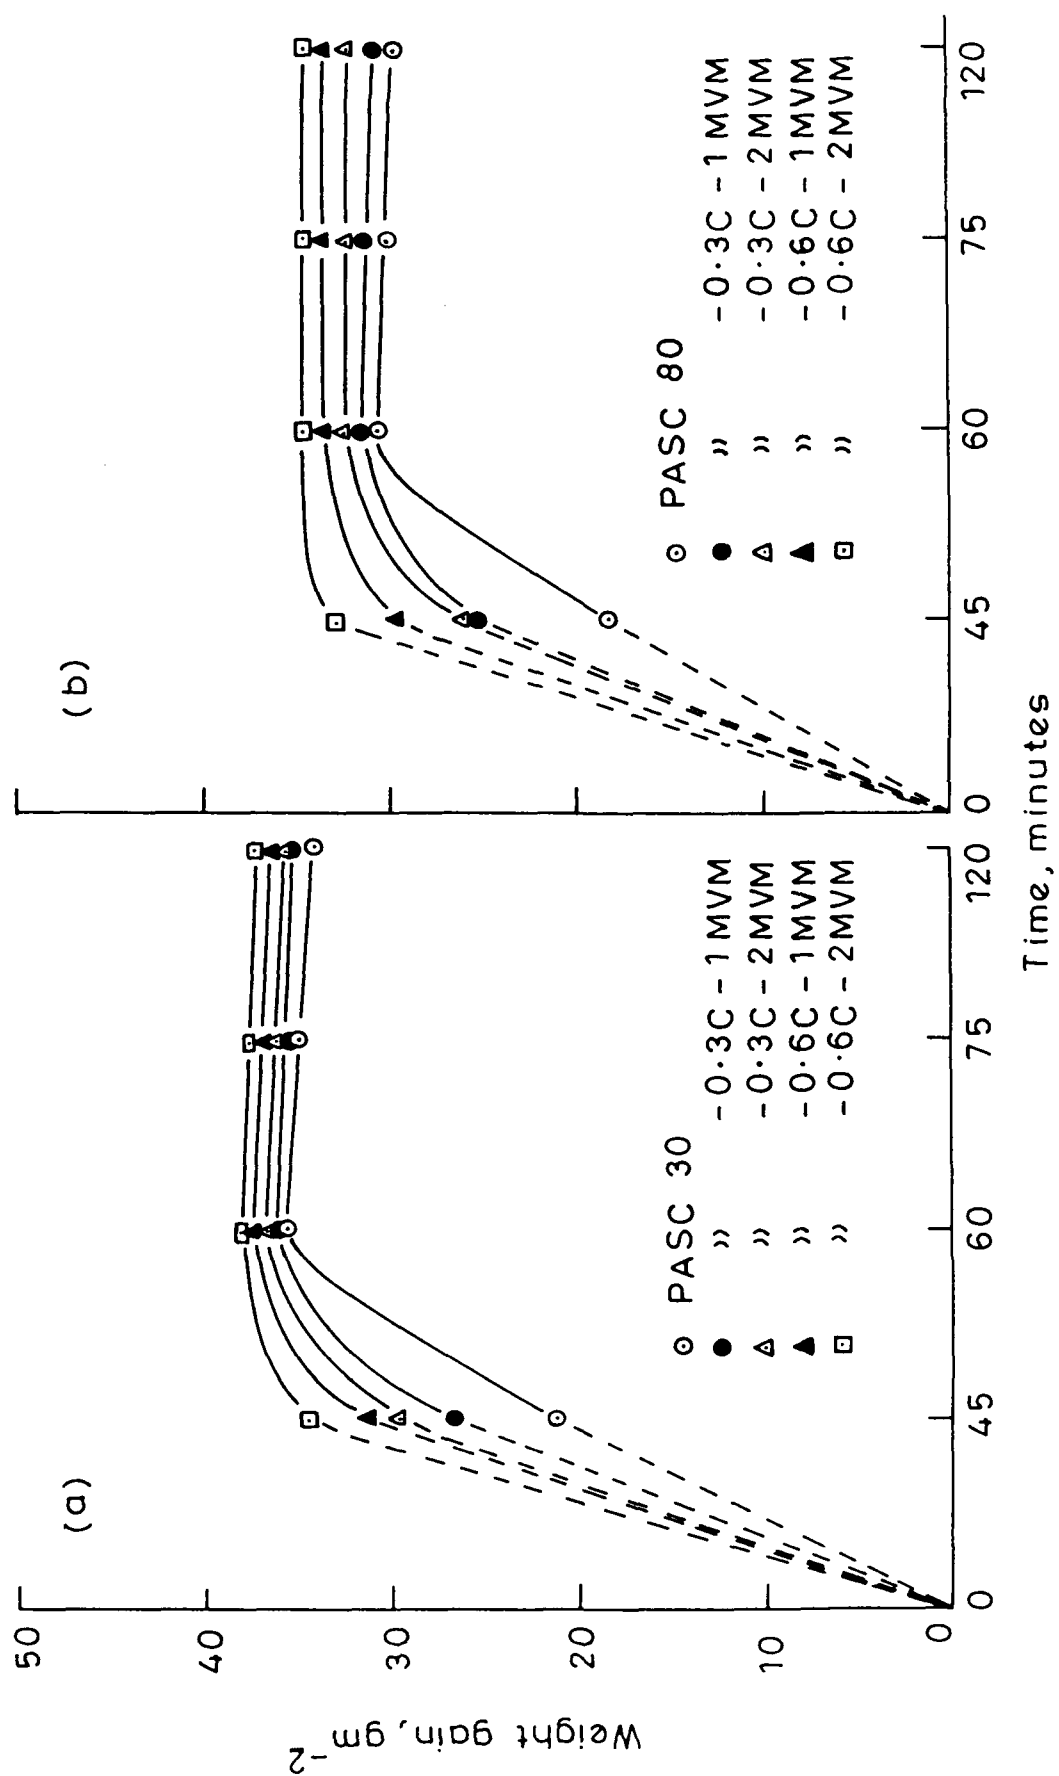 (a)
(b)
Weight gain, gm⁻²
50
40
30
20
10
0
PASC 30
" -0·3C - 1MVM
" -0·3C - 2MVM
" -0·6C - 1MVM
" -0·6C - 2MVM
PASC 80
" -0·3C - 1MVM
" -0·3C - 2MVM
" -0·6C - 1MVM
" -0·6C - 2MVM
0 45 60 75 120
0 45 60 75 120
Time, minutes